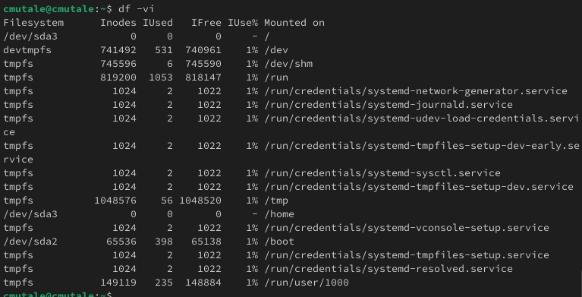 cmutale@cmutale:~$ df -vi
Filesystem      Inodes IUsed   IFree IUse% Mounted on
/dev/sda3            0     0       0     - /
devtmpfs        741492   531  740961    1% /dev
tmpfs           745596     6  745590    1% /dev/shm
tmpfs           819200  1053  818147    1% /run
tmpfs             1024     2    1022    1% /run/credentials/systemd-network-generator.service
tmpfs             1024     2    1022    1% /run/credentials/systemd-journald.service
tmpfs             1024     2    1022    1% /run/credentials/systemd-udev-load-credentials.servi
ce
tmpfs             1024     2    1022    1% /run/credentials/systemd-tmpfiles-setup-dev-early.se
rvice
tmpfs             1024     2    1022    1% /run/credentials/systemd-sysctl.service
tmpfs             1024     2    1022    1% /run/credentials/systemd-tmpfiles-setup-dev.service
tmpfs          1048576    56 1048520    1% /tmp
/dev/sda3            0     0       0     - /home
tmpfs             1024     2    1022    1% /run/credentials/systemd-vconsole-setup.service
/dev/sda2        65536   398   65138    1% /boot
tmpfs             1024     2    1022    1% /run/credentials/systemd-tmpfiles-setup.service
tmpfs             1024     2    1022    1% /run/credentials/systemd-resolved.service
tmpfs           149119   235  148884    1% /run/user/1000
cmutale@cmutale:~$